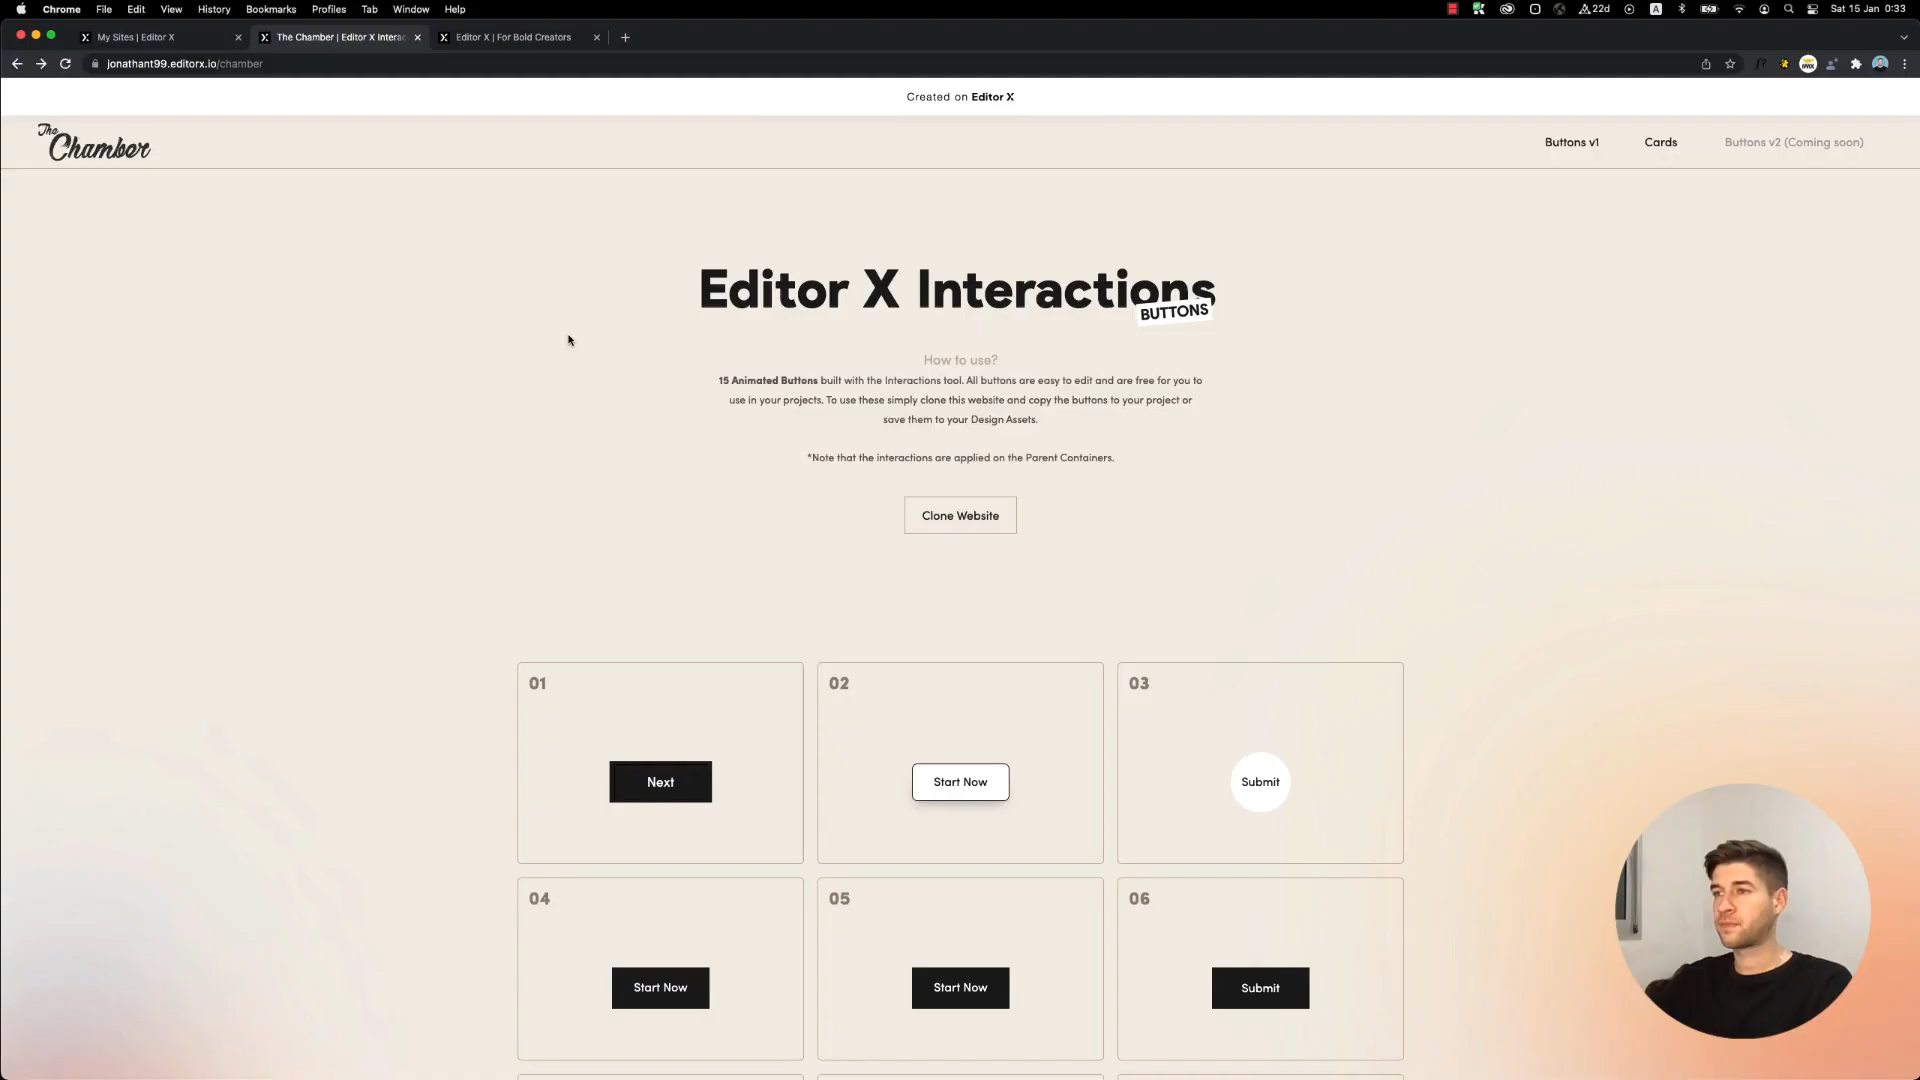 Chrome File Edit View History Bookmarks Profiles Tab Window Help
22d A Sat 15 Jan 0:33
My Sites | Editor X
The Chamber | Editor X Interac
Editor X | For Bold Creators
jonathant99.editorx.io/chamber
Created on Editor X
The Chamber
Buttons v1 Cards Buttons v2 (Coming soon)
Editor X Interactions
BUTTONS
How to use?
15 Animated Buttons built with the Interactions tool. All buttons are easy to edit and are free for you to
use in your projects. To use these simply clone this website and copy the buttons to your project or
save them to your Design Assets.
*Note that the interactions are applied on the Parent Containers.
Clone Website
01 02 03
Next Start Now Submit
04 05 06
Start Now Start Now Submit